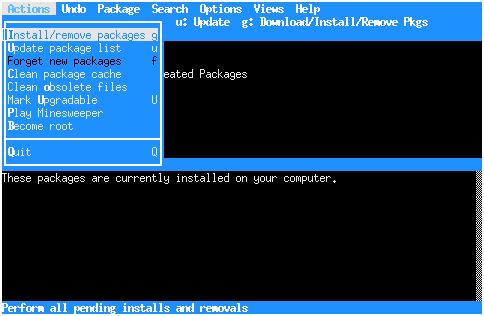 Actions Undo Package Search Options Views Help
u: Update g: Download/Install/Remove Pkgs
Install/remove packages g
Update package list u
Forget new packages f
Clean package cache eated Packages
Clean obsolete files
Mark Upgradable U
Play Minesweeper
Become root
Quit Q
These packages are currently installed on your computer.
Perform all pending installs and removals